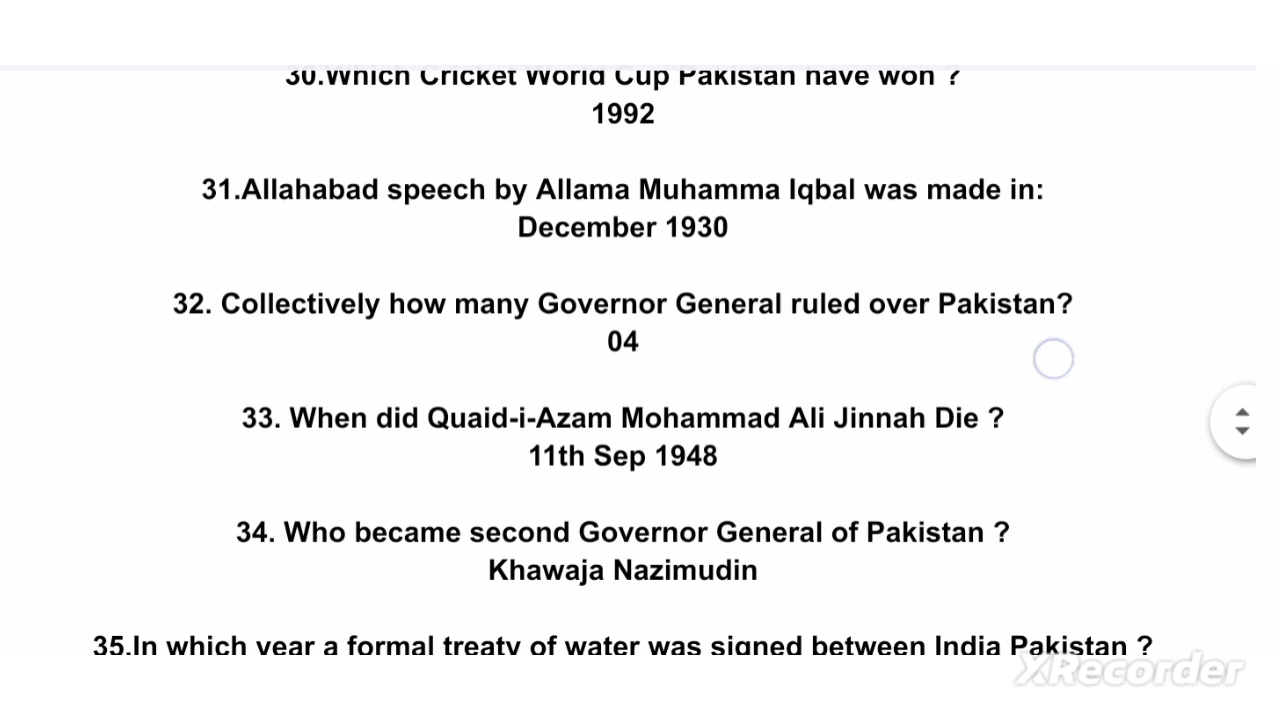 30.Which Cricket World Cup Pakistan have won ?
1992
31.Allahabad speech by Allama Muhamma Iqbal was made in:
December 1930
32. Collectively how many Governor General ruled over Pakistan?
04
33. When did Quaid-i-Azam Mohammad Ali Jinnah Die ?
11th Sep 1948
34. Who became second Governor General of Pakistan ?
Khawaja Nazimudin
35.In which year a formal treaty of water was signed between India Pakistan ?
XRecorder